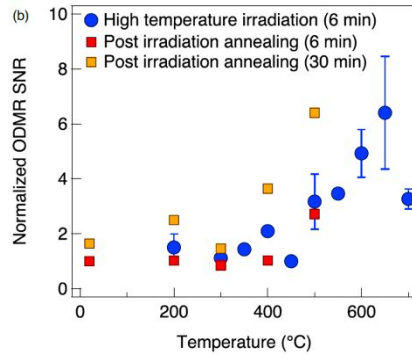 (b)
10
8
6
4
2
0
Normalized ODMR SNR
High temperature irradiation (6 min)
Post irradiation annealing (6 min)
Post irradiation annealing (30 min)
0 200 400 600
Temperature (°C)